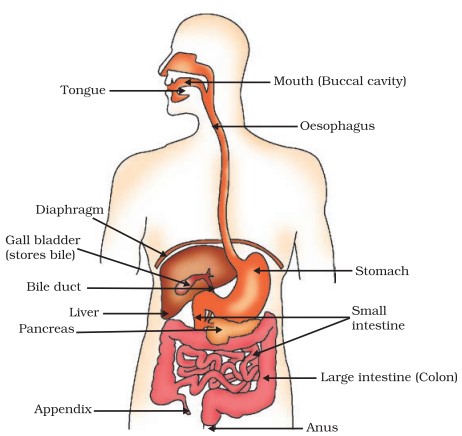 Mouth (Buccal cavity)
Tongue
Oesophagus
Diaphragm
Gall bladder
(stores bile)
Stomach
Bile duct
Liver
Small
intestine
Pancreas
Large intestine (Colon)
Appendix
Anus